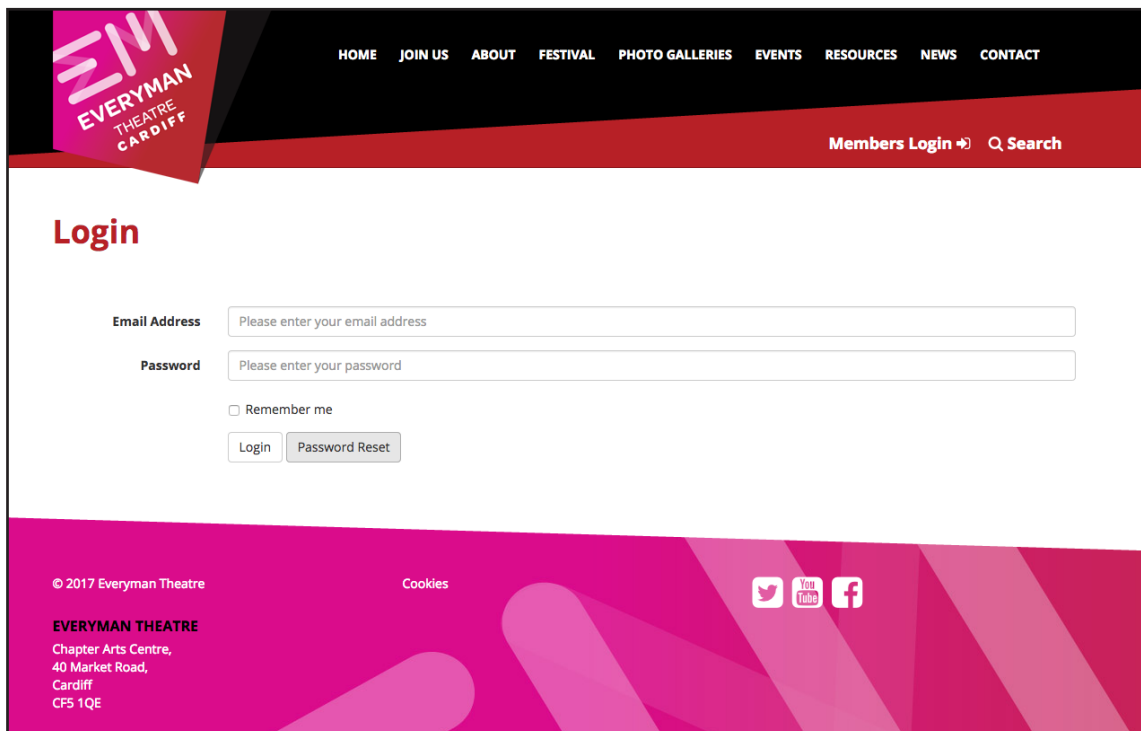 EM
EVERYMAN
THEATRE
CARDIFF
HOME JOIN US ABOUT FESTIVAL PHOTO GALLERIES EVENTS RESOURCES NEWS CONTACT
Members Login Search
Login
Email Address Please enter your email address
Password Please enter your password
Remember me
Login Password Reset
© 2017 Everyman Theatre Cookies You Tube
EVERYMAN THEATRE
Chapter Arts Centre,
40 Market Road,
Cardiff
CF5 1QE